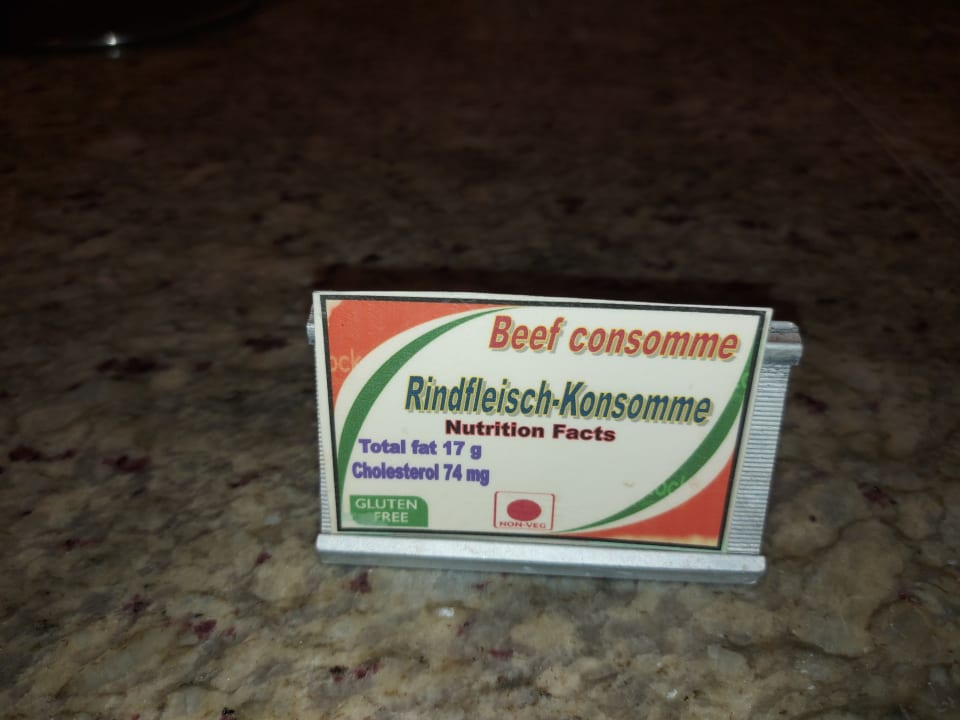 Beef consomme
Rindfleisch-Konsomme
Nutrition Facts
Total fat 17 g
Cholesterol 74 mg
GLUTEN
FREE
NON-VEG